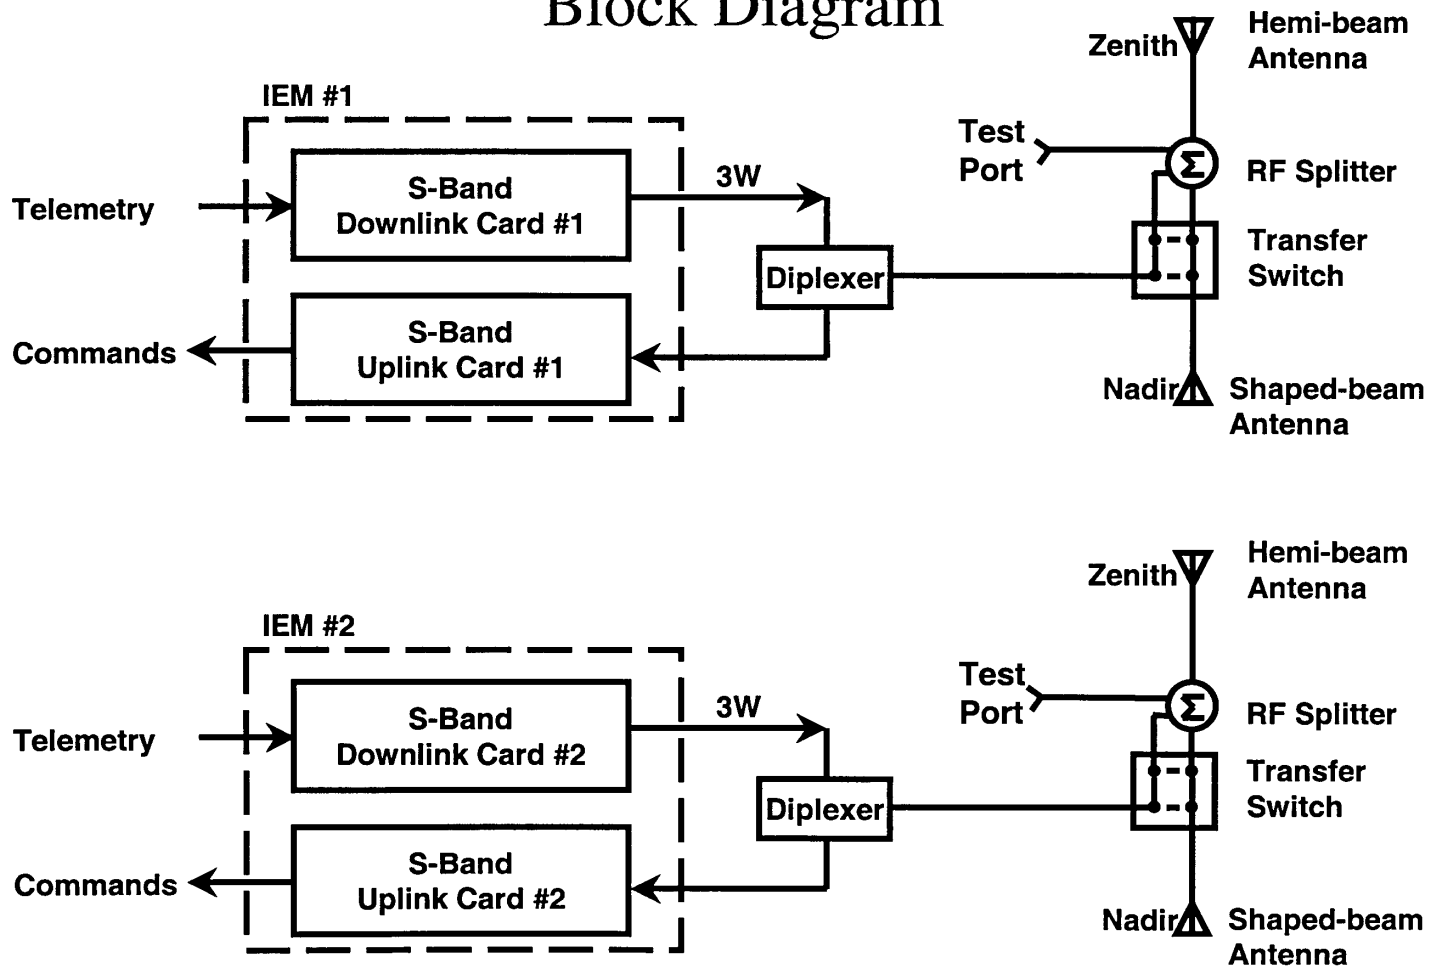 Block Diagram
Hemi-beam
Antenna
Zenith
IEM #1
Test
Port
Σ
RF Splitter
S-Band
Downlink Card #1
3W
Telemetry
Transfer
Switch
Diplexer
S-Band
Uplink Card #1
Commands
Nadir
Shaped-beam
Antenna
Hemi-beam
Antenna
Zenith
IEM #2
Test
Port
Σ
RF Splitter
S-Band
Downlink Card #2
3W
Telemetry
Transfer
Switch
Diplexer
S-Band
Uplink Card #2
Commands
Nadir
Shaped-beam
Antenna